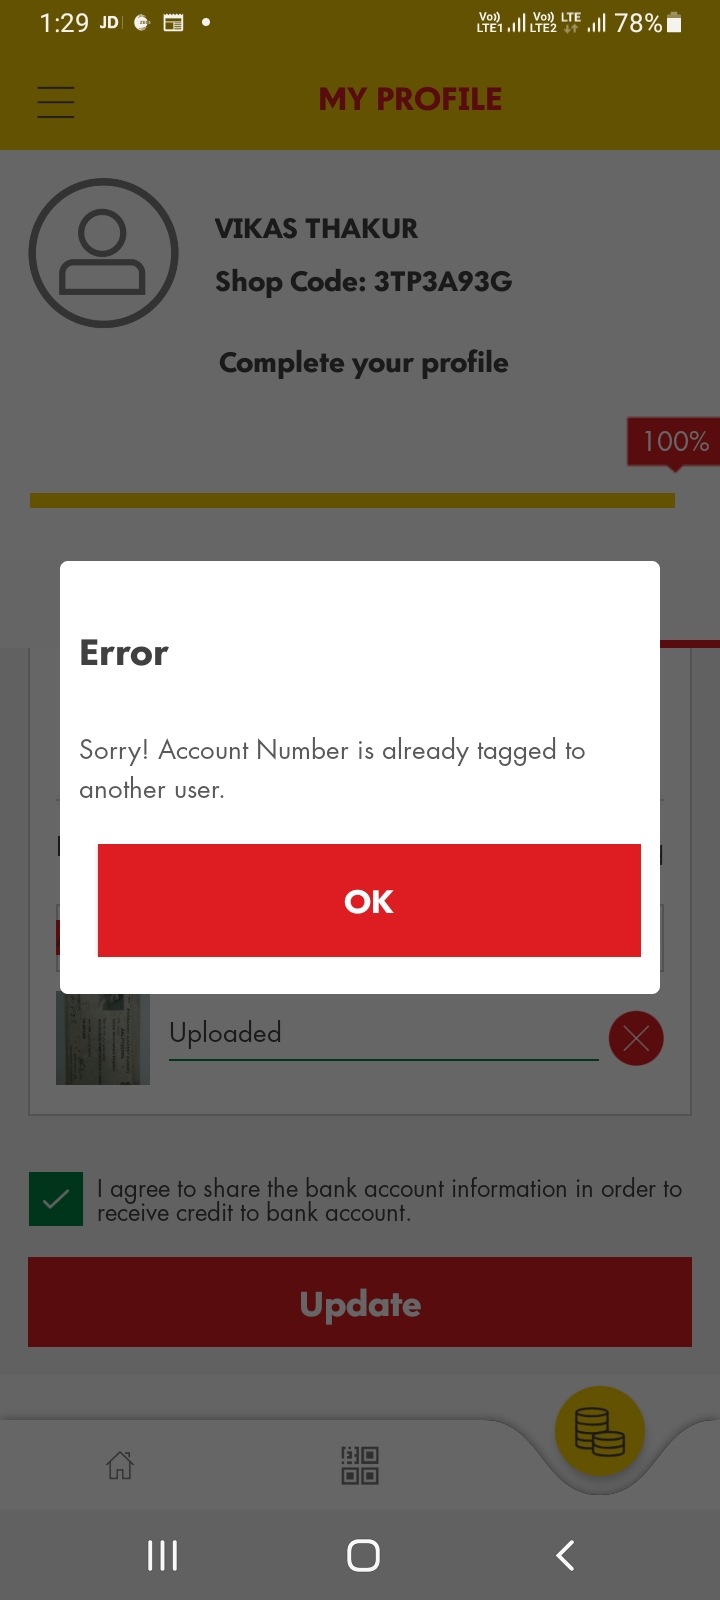 1:29 JD
Vo)) LTE1 Vo)) LTE2 LTE 78%
MY PROFILE
VIKAS THAKUR
Shop Code: 3TP3A93G
Complete your profile
100%
Error
Sorry! Account Number is already tagged to
another user.
OK
Uploaded
I agree to share the bank account information in order to
receive credit to bank account.
Update